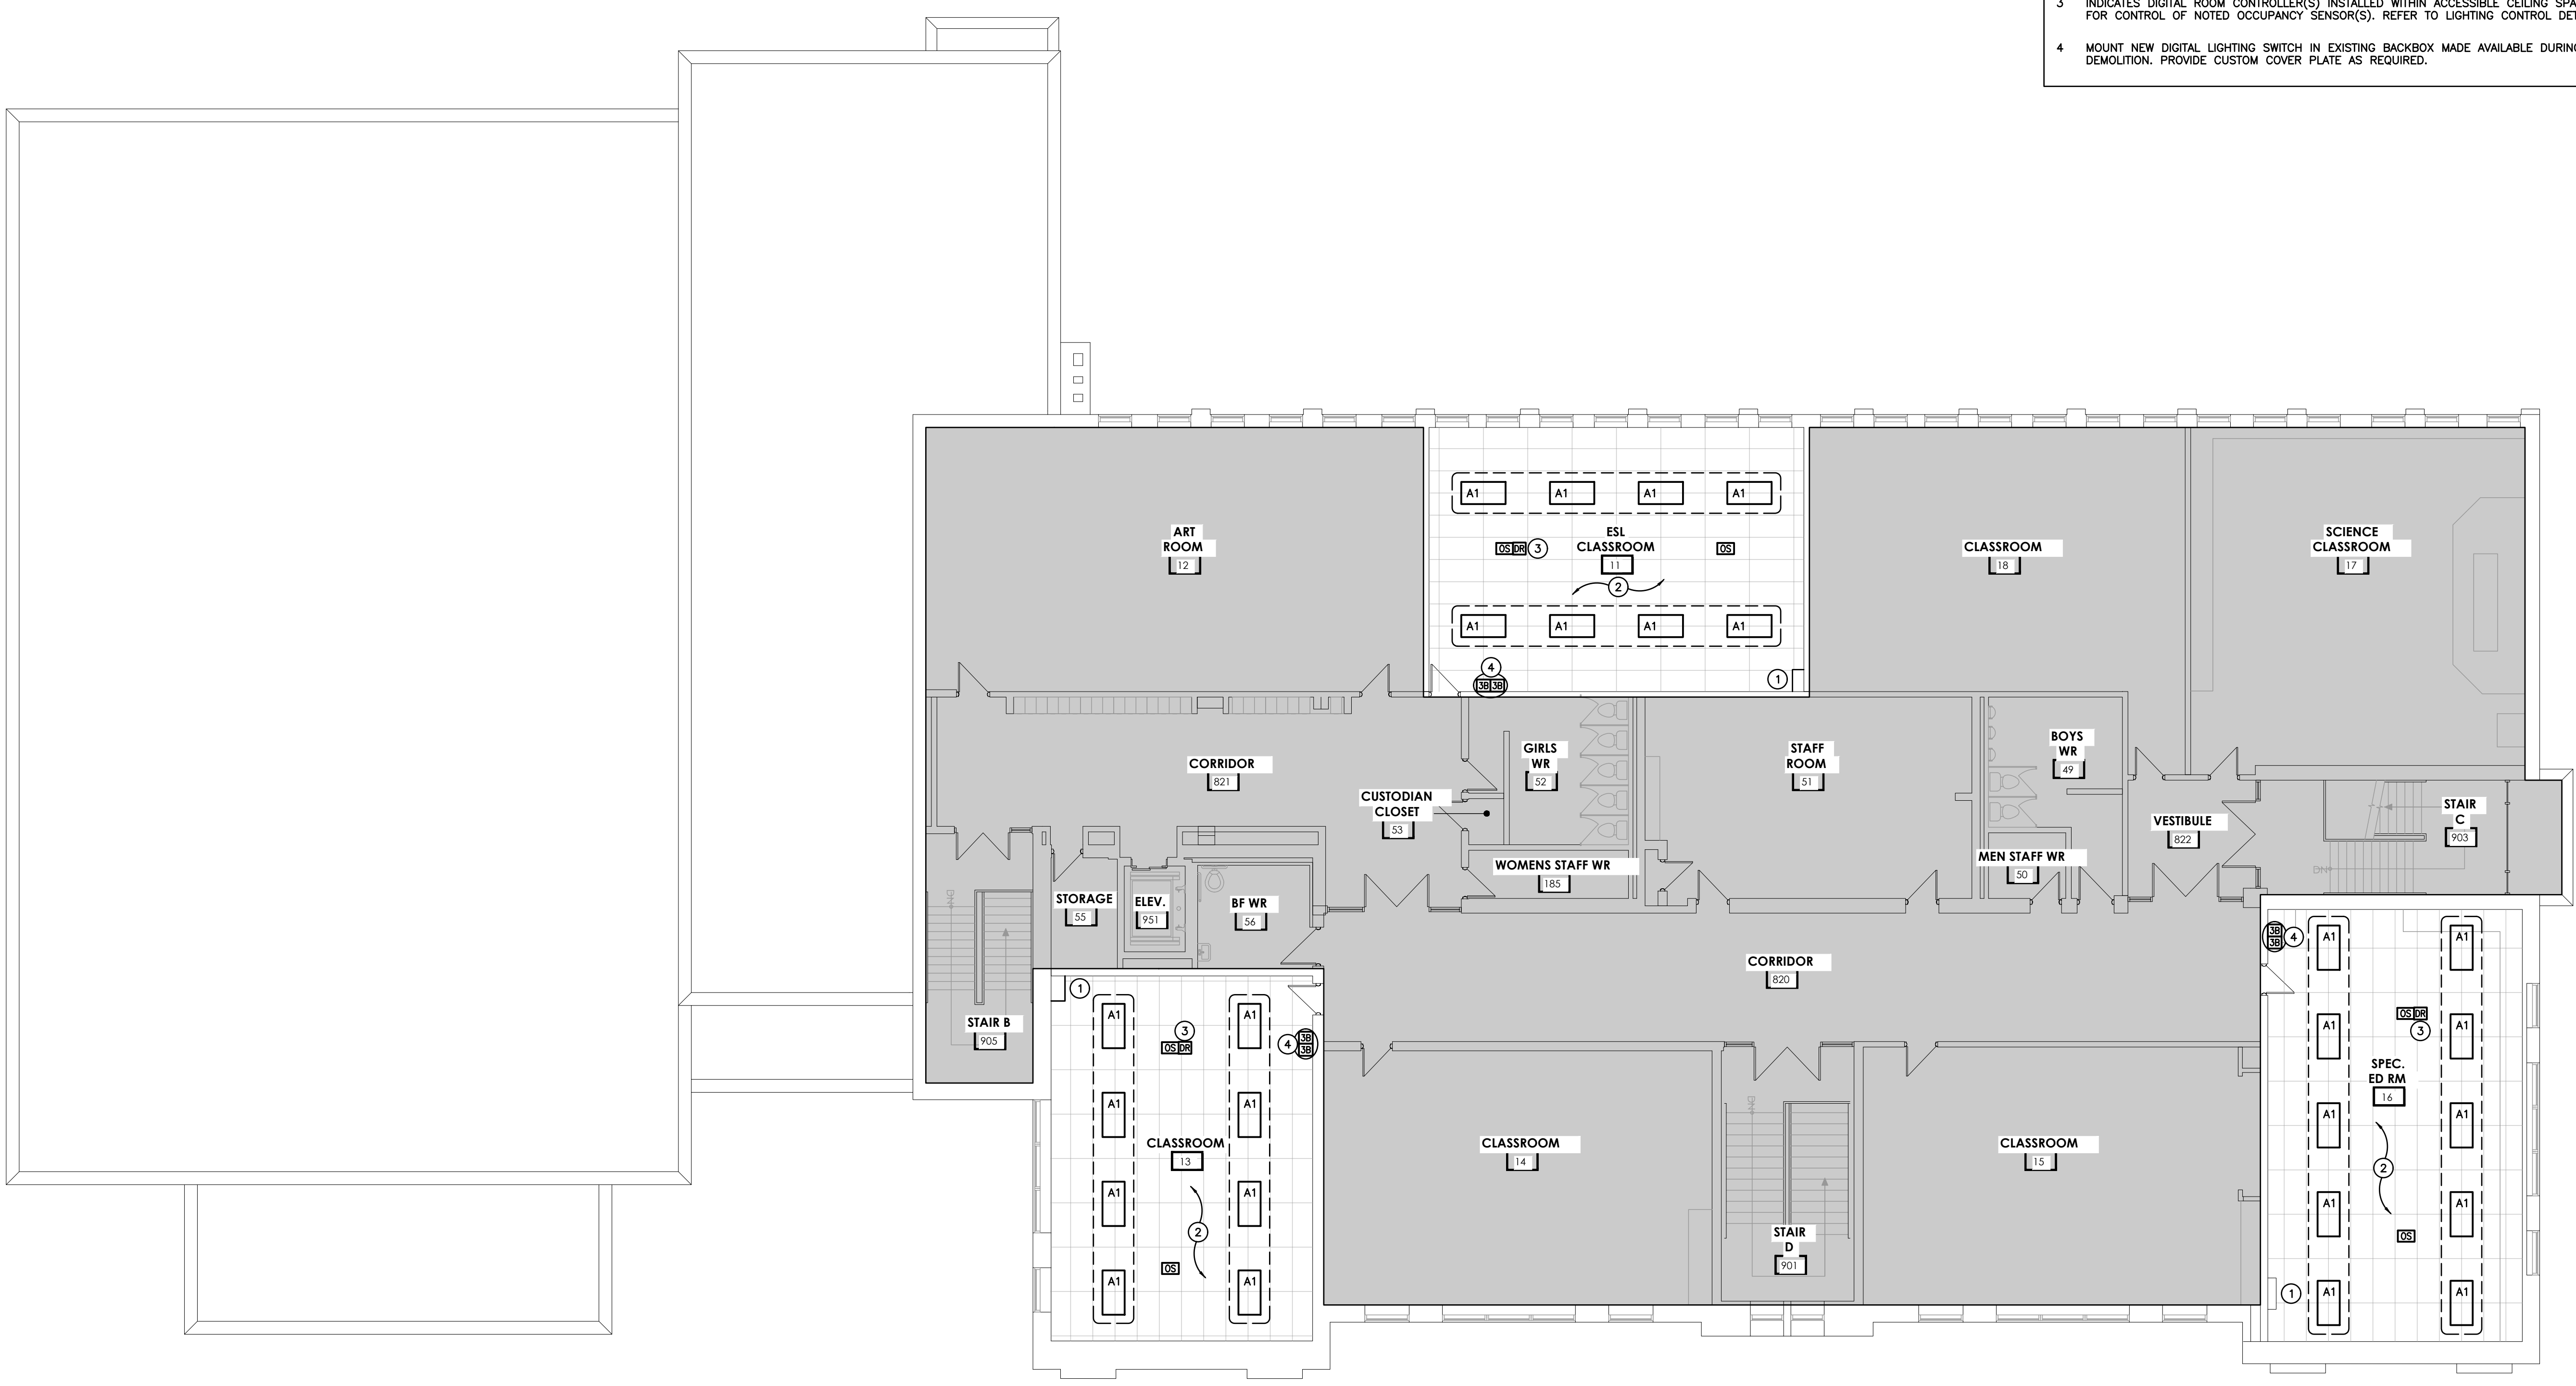 3 INDICATES DIGITAL ROOM CONTROLLER(S) INSTALLED WITHIN ACCESSIBLE CEILING
FOR CONTROL OF NOTED OCCUPANCY SENSOR(S). REFER TO LIGHTING CONTROL
4 MOUNT NEW DIGITAL LIGHTING SWITCH IN EXISTING BACKBOX MADE AVAILABLE
DEMOLITION. PROVIDE CUSTOM COVER PLATE AS REQUIRED.
A1 A1 A1 A1
ART
ROOM
12
OS DR 3
ESL
CLASSROOM
11
OS
2
CLASSROOM
18
SCIENCE
CLASSROOM
17
A1 A1 A1 A1
4
3B 3B
1
CORRIDOR
821
GIRLS
WR
52
STAFF
ROOM
51
BOYS
WR
49
CUSTODIAN
CLOSET
53
VESTIBULE
822
STAIR
C
903
DN
WOMENS STAFF WR
185
MEN STAFF WR
50
DN
STORAGE
55
ELEV.
951
BF WR
56
STAIR B
905
CORRIDOR
820
1
A1 A1
3
OS DR
4
3B
3B
A1 A1
CLASSROOM
13
A1 A1
2
OS
A1 A1
CLASSROOM
14
DN
STAIR
D
901
CLASSROOM
15
3B
3B
4
A1 A1
OS DR
3
A1 A1
SPEC.
ED RM
16
A1 A1
2
A1 A1
OS
1
A1 A1